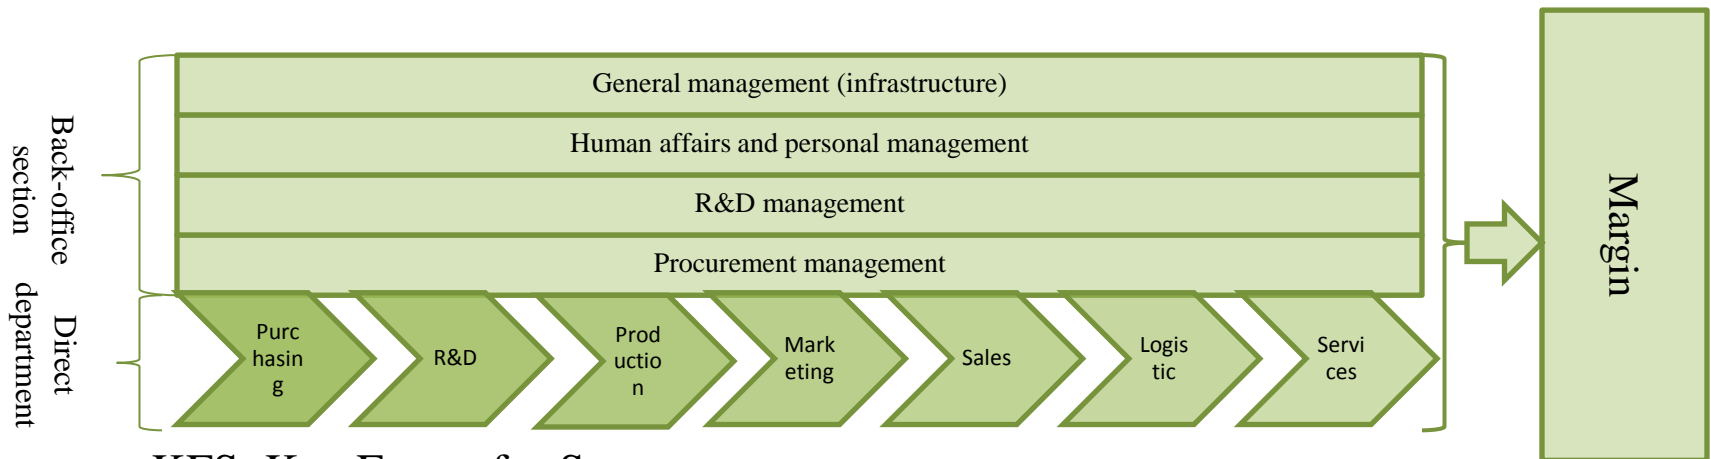 General management (infrastructure)
Human affairs and personal management
R&D management
Procurement management
Back-office
section
Direct
department
Purc
hasin
g
R&D
Prod
uctio
n
Mark
eting
Sales
Logis
tic
Servi
ces
Margin